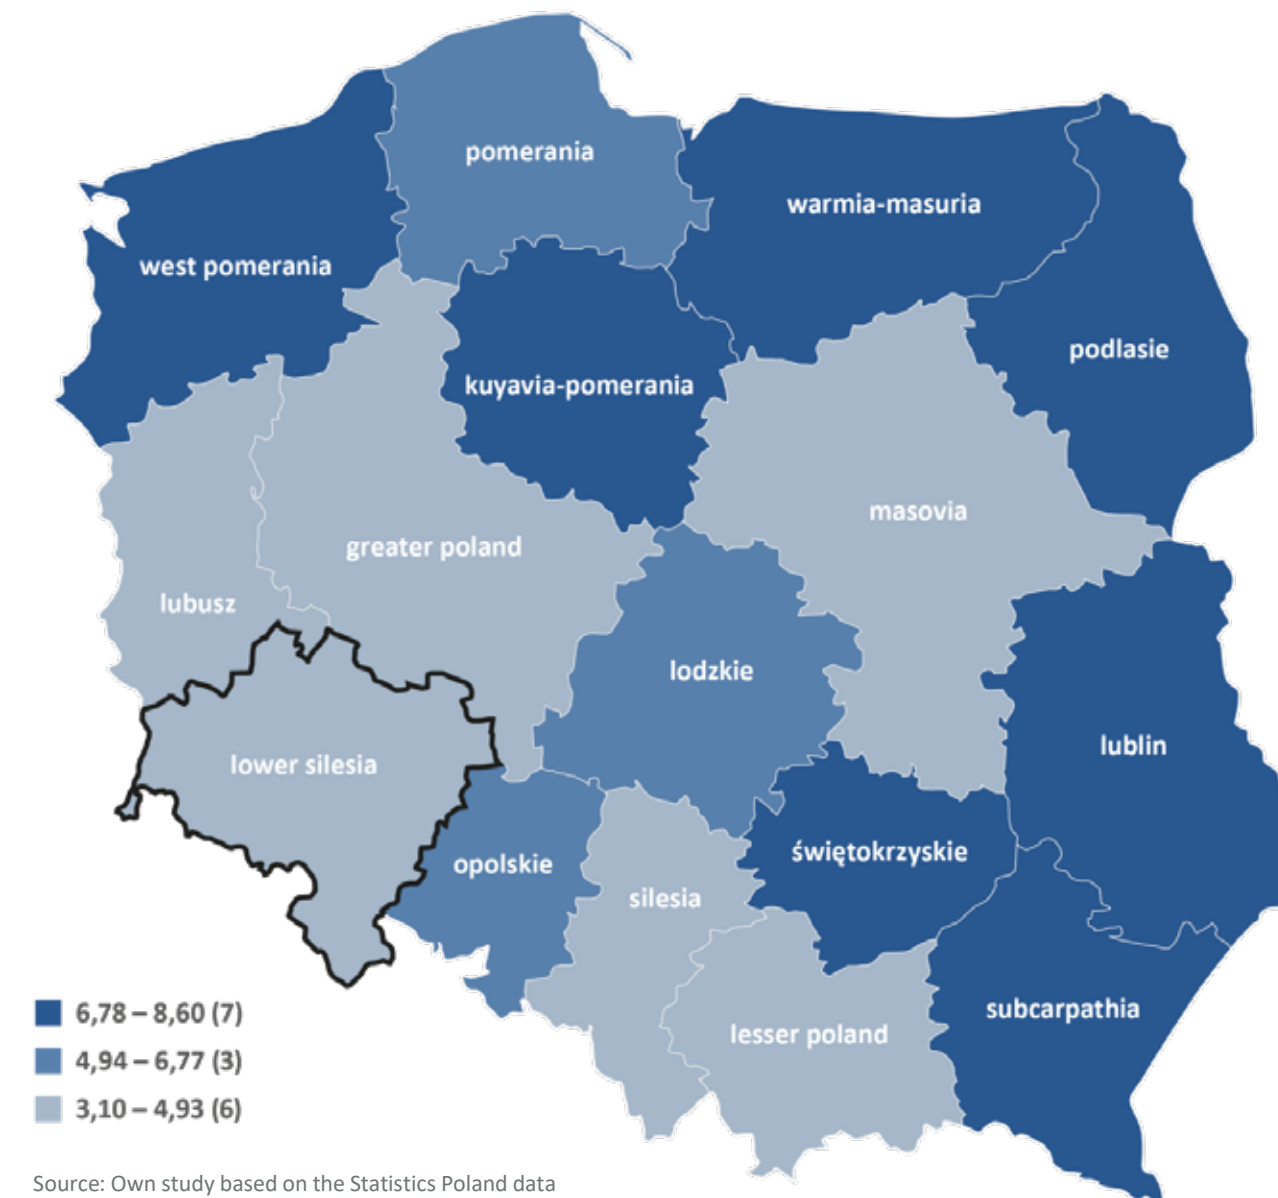 pomerania
warmia-masuria
west pomerania
podlasie
kuyavia-pomerania
masovia
greater poland
lubusz
lodzkie
lublin
lower silesia
świętokrzyskie
opolskie
silesia
subcarpathia
lesser poland
6,78 – 8,60 (7)
4,94 – 6,77 (3)
3,10 – 4,93 (6)
Source: Own study based on the Statistics Poland data